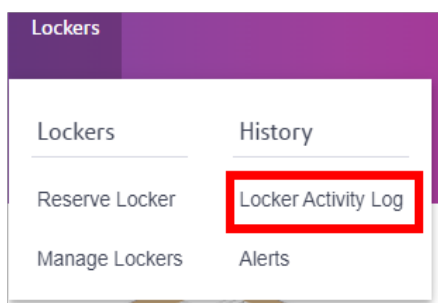 Lockers
Lockers
History
Reserve Locker
Locker Activity Log
Manage Lockers
Alerts